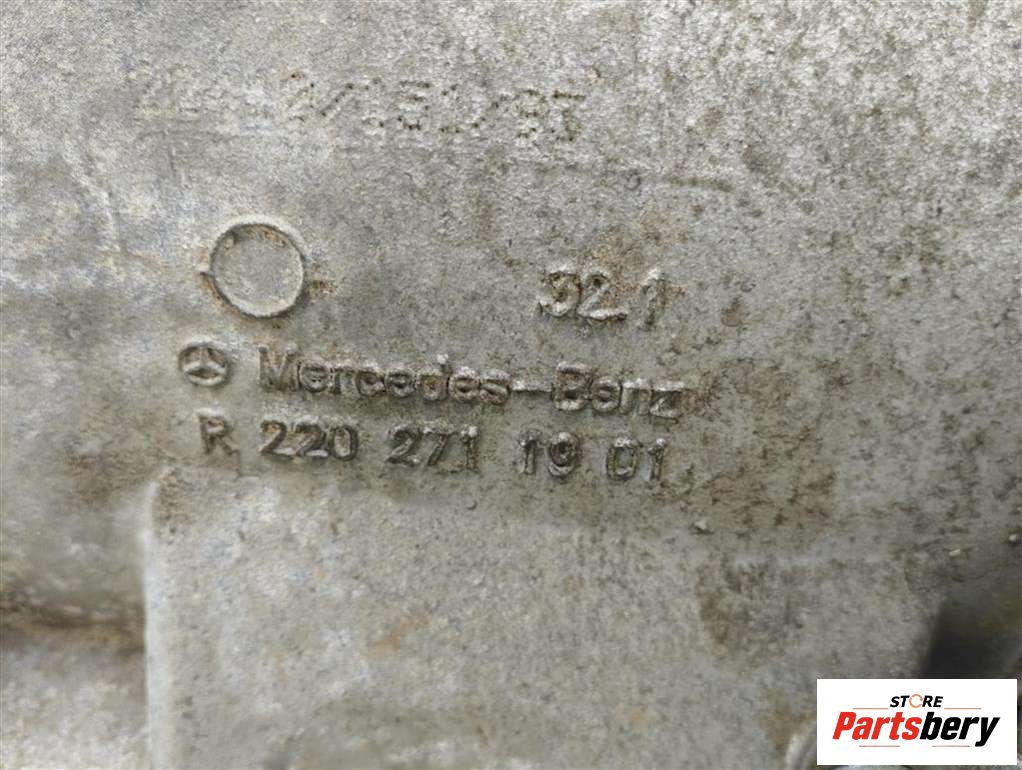 32.1
Mercedes-Benz
R 220 271 19 01
STORE
Partsbery